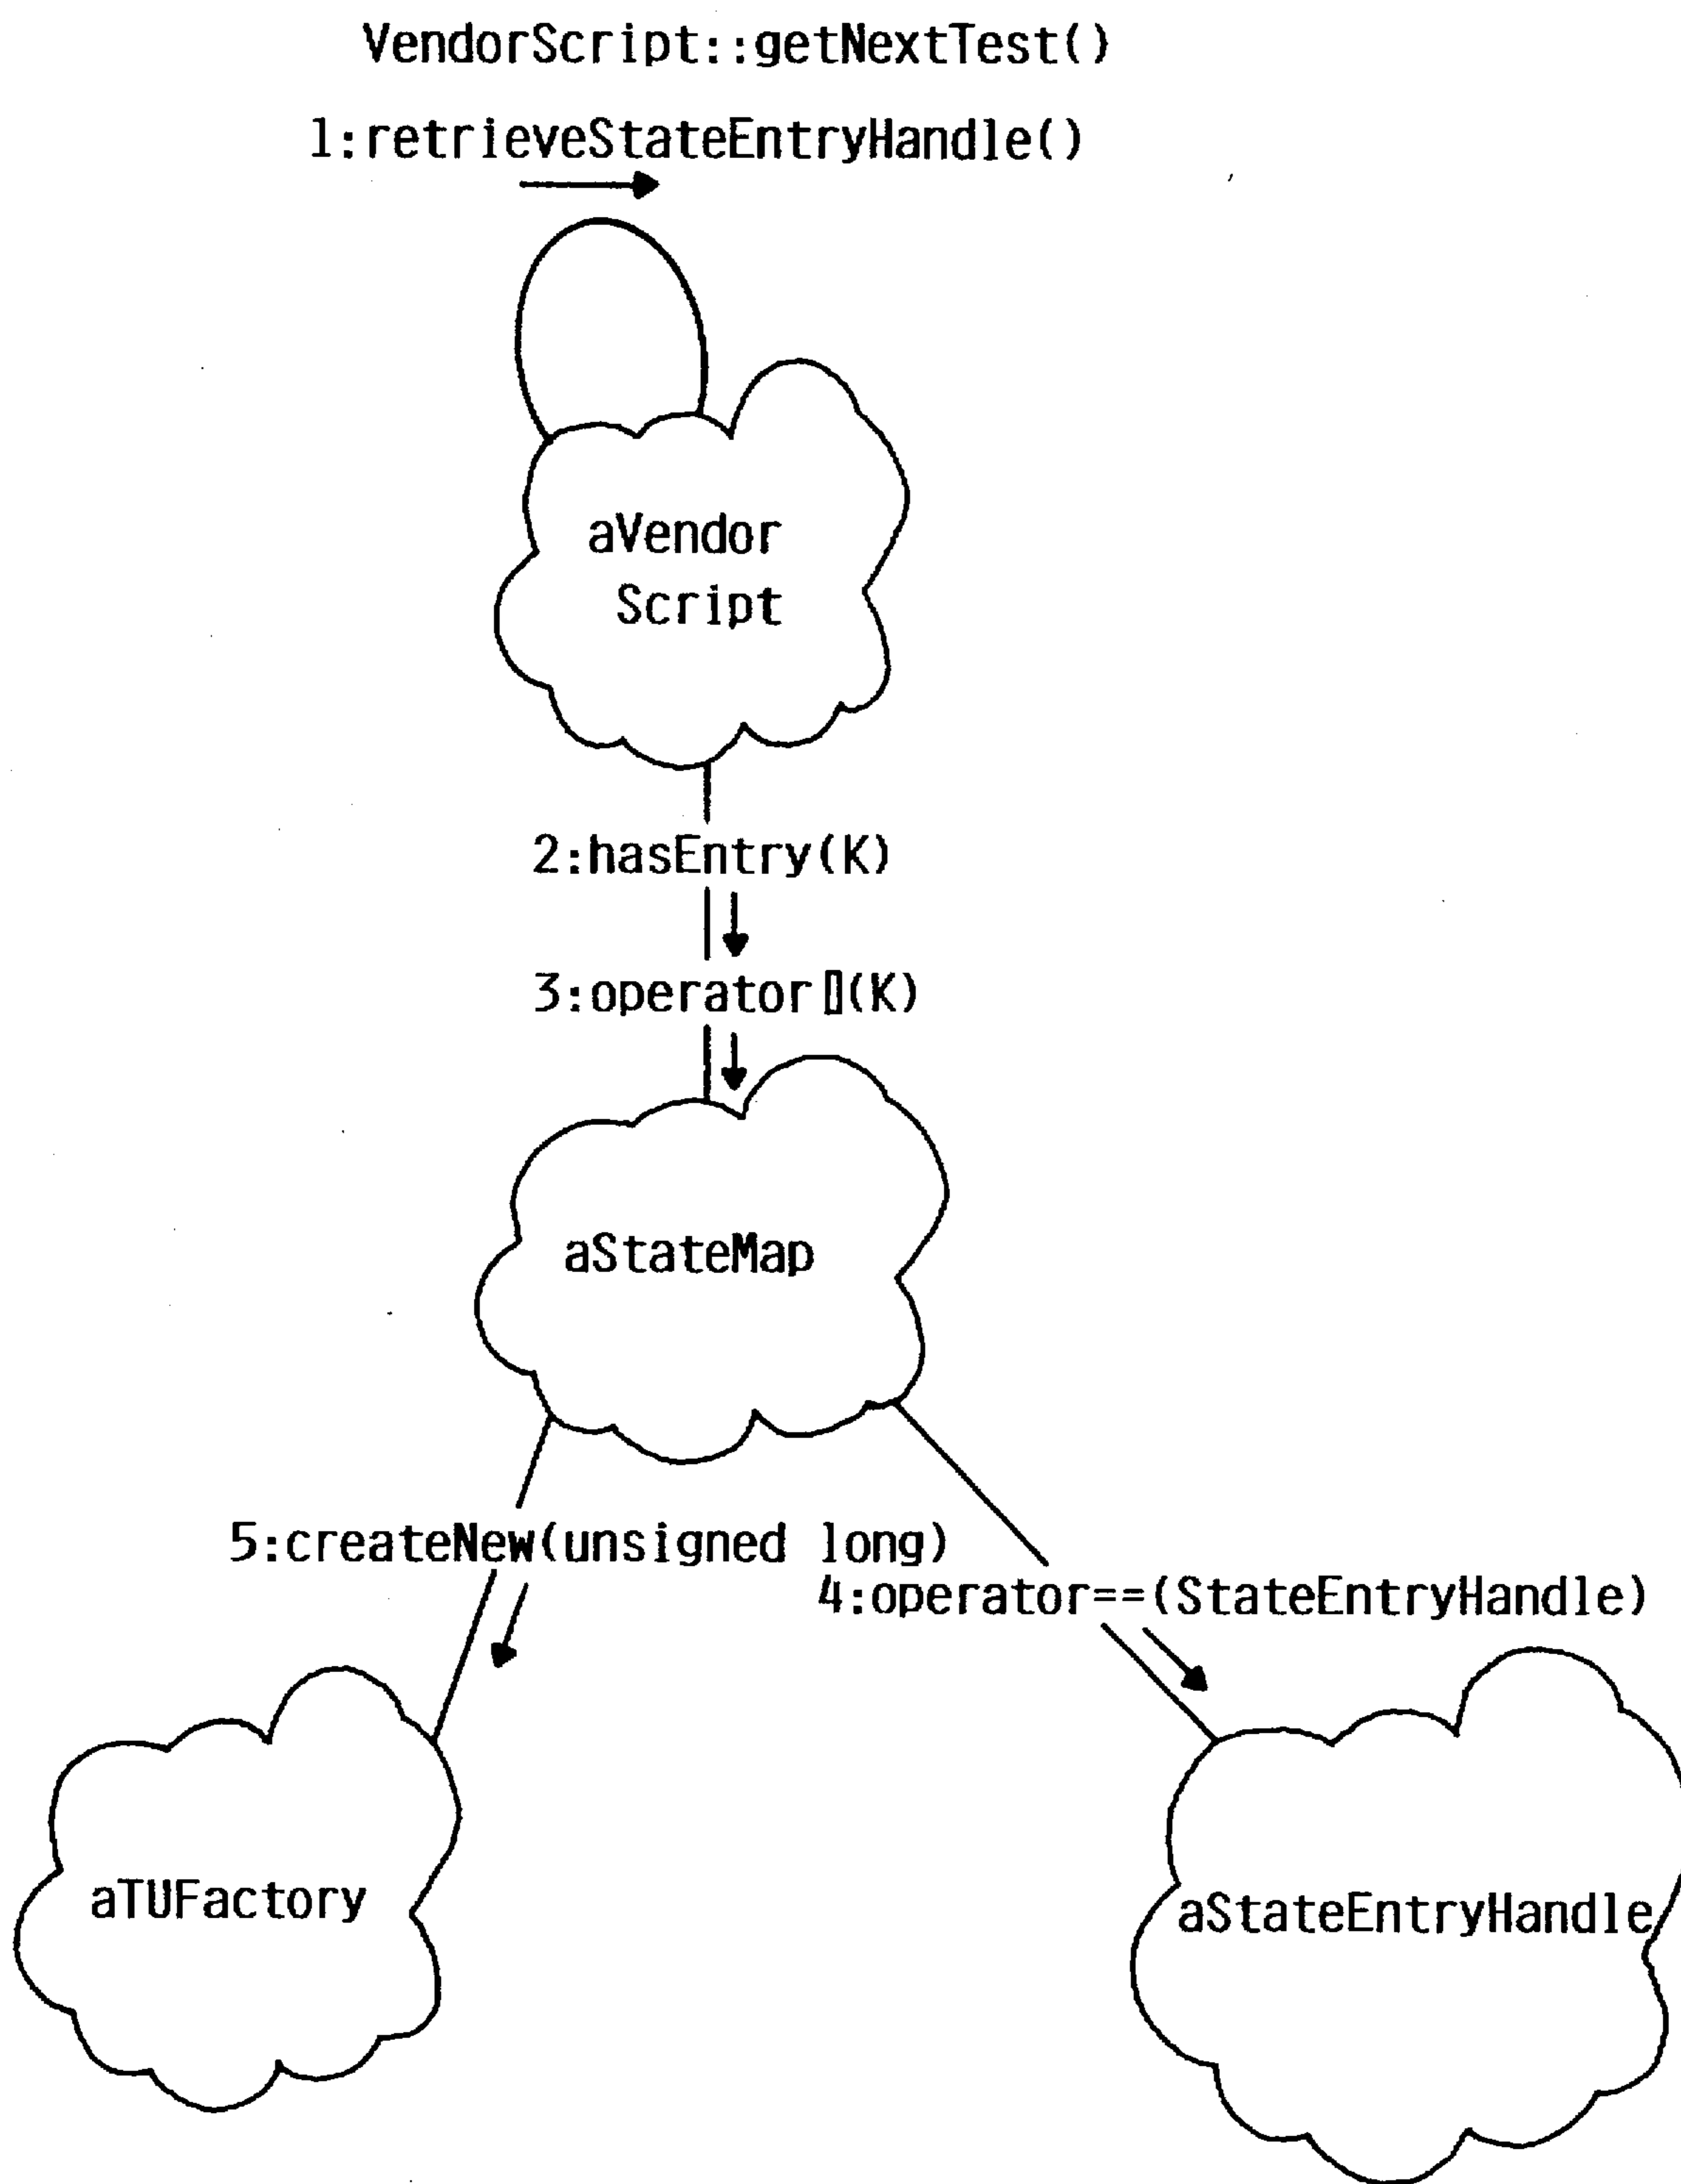 VendorScript::getNextTest()
1:retrieveStateEntryHandle()
aVendor
Script
2:hasEntry(K)
3:operator[](K)
aStateMap
5:createNew(unsigned long)
4:operator==(StateEntryHandle)
aTUFactory
aStateEntryHandle